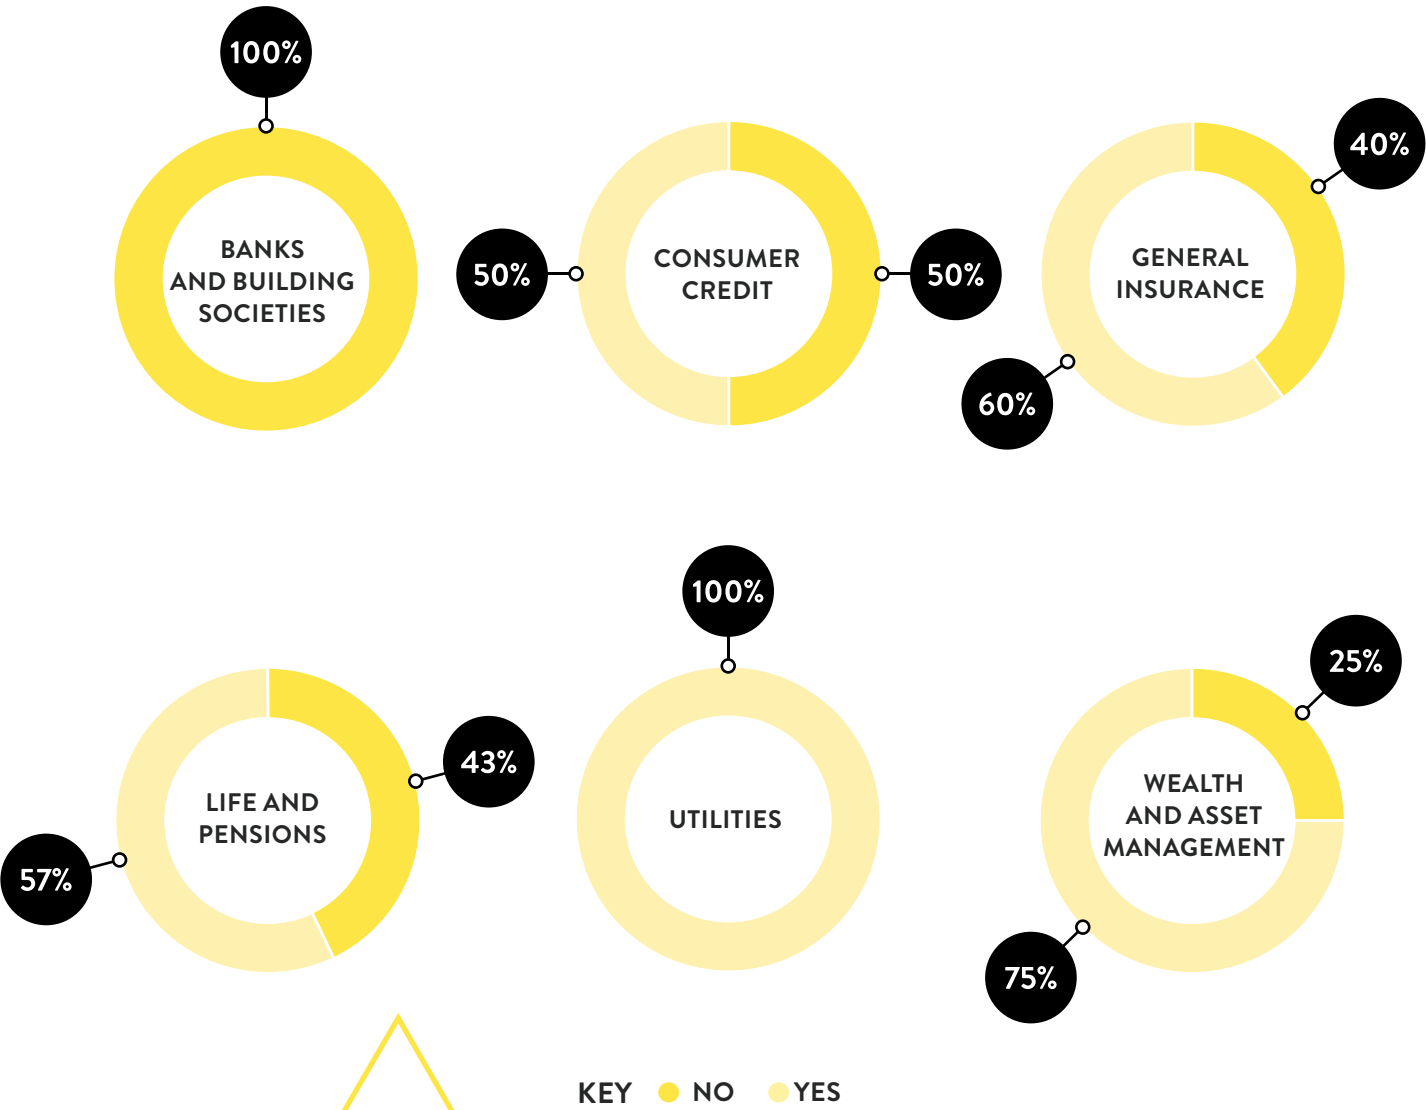 100%
BANKS
AND BUILDING
SOCIETIES
50%
CONSUMER
CREDIT
50%
40%
GENERAL
INSURANCE
60%
43%
LIFE AND
PENSIONS
57%
100%
UTILITIES
25%
WEALTH
AND ASSET
MANAGEMENT
75%
KEY NO YES